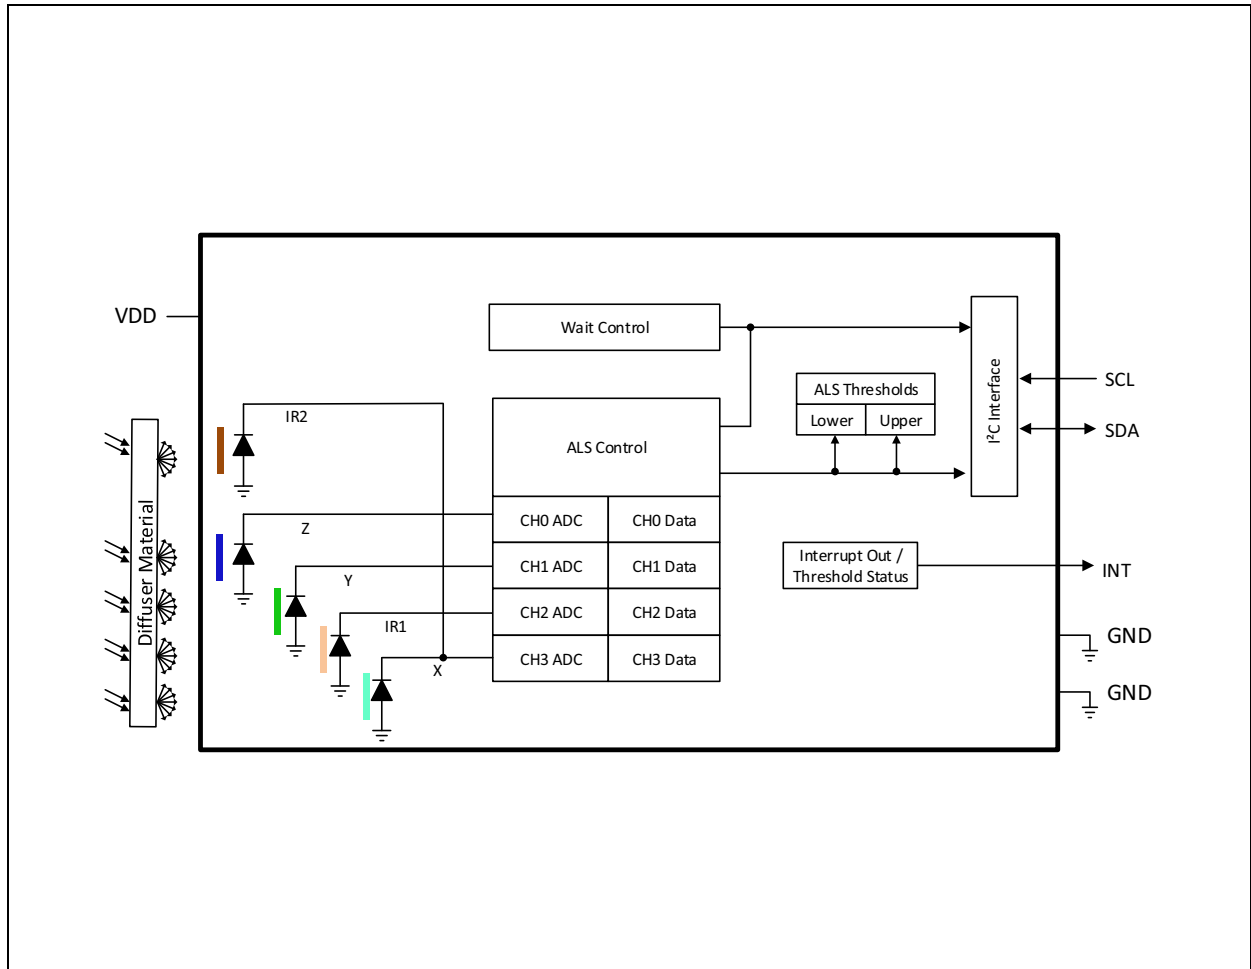 VDD
Wait Control
ALS Thresholds
Lower Upper
I²C Interface
SCL
SDA
IR2
ALS Control
Diffuser Material
Z
CH0 ADC CH0 Data
Interrupt Out /
Threshold Status
INT
Y
CH1 ADC CH1 Data
IR1
CH2 ADC CH2 Data
GND
X
CH3 ADC CH3 Data
GND